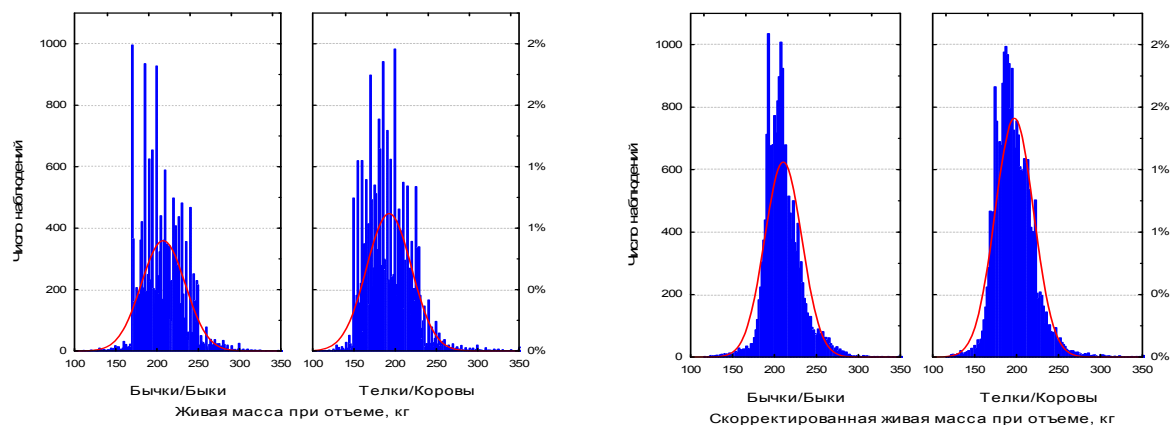 Число наблюдений
1000
800
600
400
200
0
2%
2%
1%
1%
0%
0%
100 150 200 250 300 350
100 150 200 250 300 350
Бычки/Быки
Телки/Коровы
Живая масса при отъеме, кг
Число наблюдений
1000
800
600
400
200
0
2%
2%
1%
1%
0%
0%
100 150 200 250 300 350
100 150 200 250 300 350
Бычки/Быки
Телки/Коровы
Скорректированная живая масса при отъеме, кг